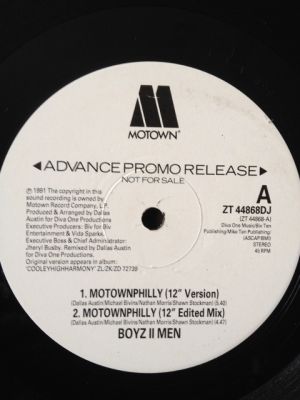 MOTOWN®
◄ADVANCE PROMO RELEASE►
NOT FOR SALE
℗ 1991 The copyright in this
sound recording is owned by
Motown Record Company, L.P.
Produced & Arranged by Dallas
Austin for Diva One Productions
Executive Producers: Biv for Biv
Entertainment & Vida Sparks.
Executive Boss & Chief Administrator:
Jheryl Busby. Remixed by Dallas Austin
for Diva One Productions.
Original version appears in album:
'COOLEYHIGHHARMONY' ZL/ZK/ZD 72739
A
ZT 44868DJ
(ZT 44868-A)
Diva One Music/Biv Ten
Publishing/Mike Ten Publishing/
(ASCAP/BMI)
STEREO
45 RPM
1. MOTOWNPHILLY (12" Version)
(Dallas Austin/Michael Bivins/Nathan Morris/Shawn Stockman) (5.40)
2. MOTOWNPHILLY (12" Edited Mix)
(Dallas Austin/Michael Bivins/Nathan Morris/Shawn Stockman) (4.47)
BOYZ II MEN